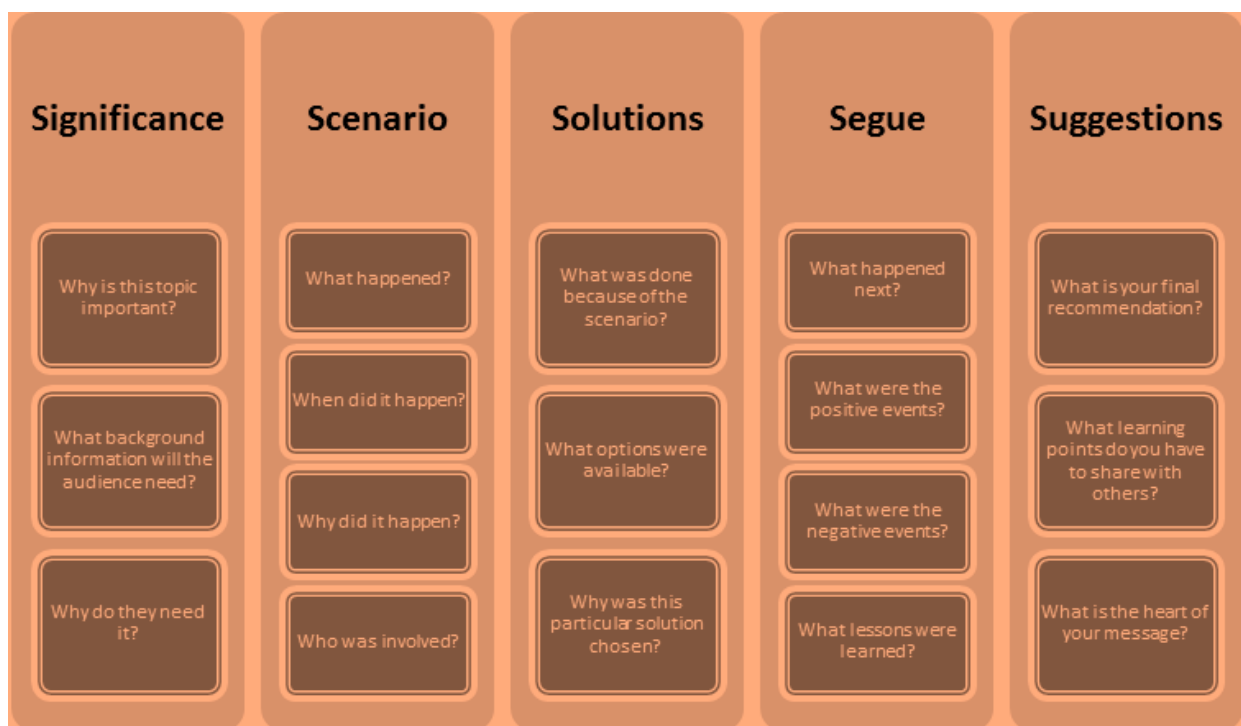 Significance
Why is this topic
important?
What background
information will the
audience need?
Why do they need
it?
Scenario
What happened?
When did it happen?
Why did it happen?
Who was involved?
Solutions
What was done
because of the
scenario?
What options were
available?
Why was this
particular solution
chosen?
Segue
What happened
next?
What were the
positive events?
What were the
negative events?
What lessons were
learned?
Suggestions
What is your final
recommendation?
What learning
points do you have
to share with
others?
What is the heart of
your message?